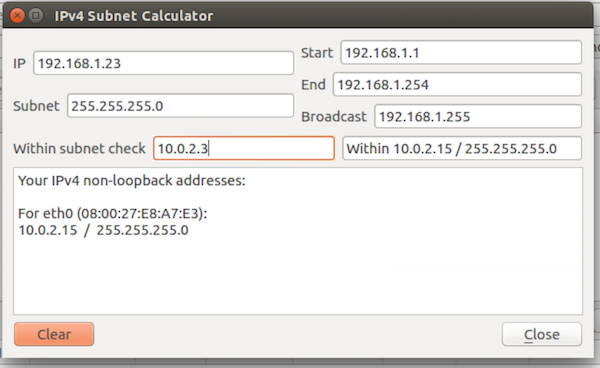 IPv4 Subnet Calculator
IP 192.168.1.23
Subnet 255.255.255.0
Start 192.168.1.1
End 192.168.1.254
Broadcast 192.168.1.255
Within subnet check 10.0.2.3 Within 10.0.2.15 / 255.255.255.0
Your IPv4 non-loopback addresses:
For eth0 (08:00:27:E8:A7:E3):
10.0.2.15 / 255.255.255.0
Clear Close